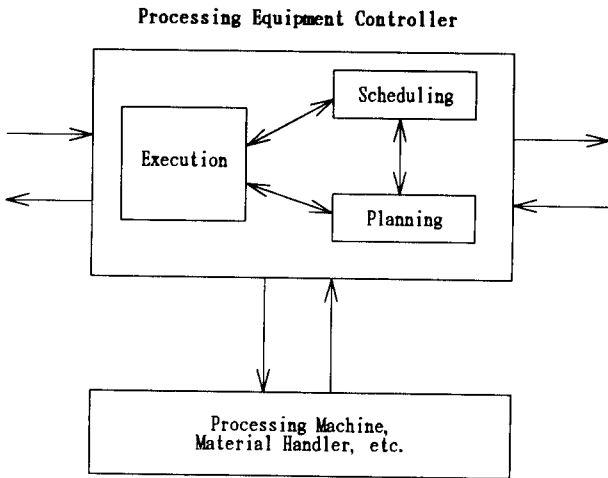 Processing Equipment Controller
Scheduling
Execution
Planning
Processing Machine,
Material Handler, etc.